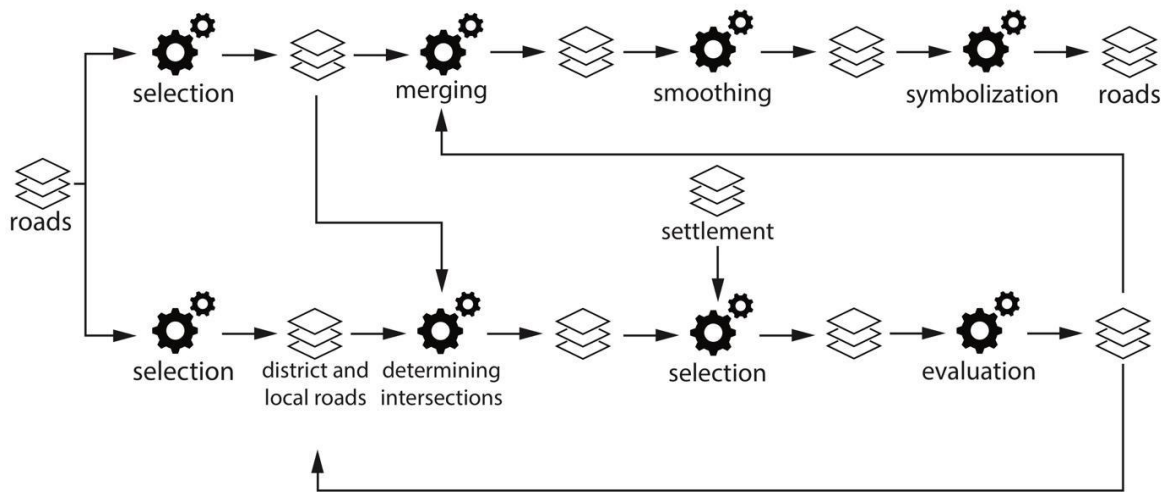 selection
merging
smoothing
symbolization
roads
roads
settlement
selection
district and
local roads
determining
intersections
selection
evaluation